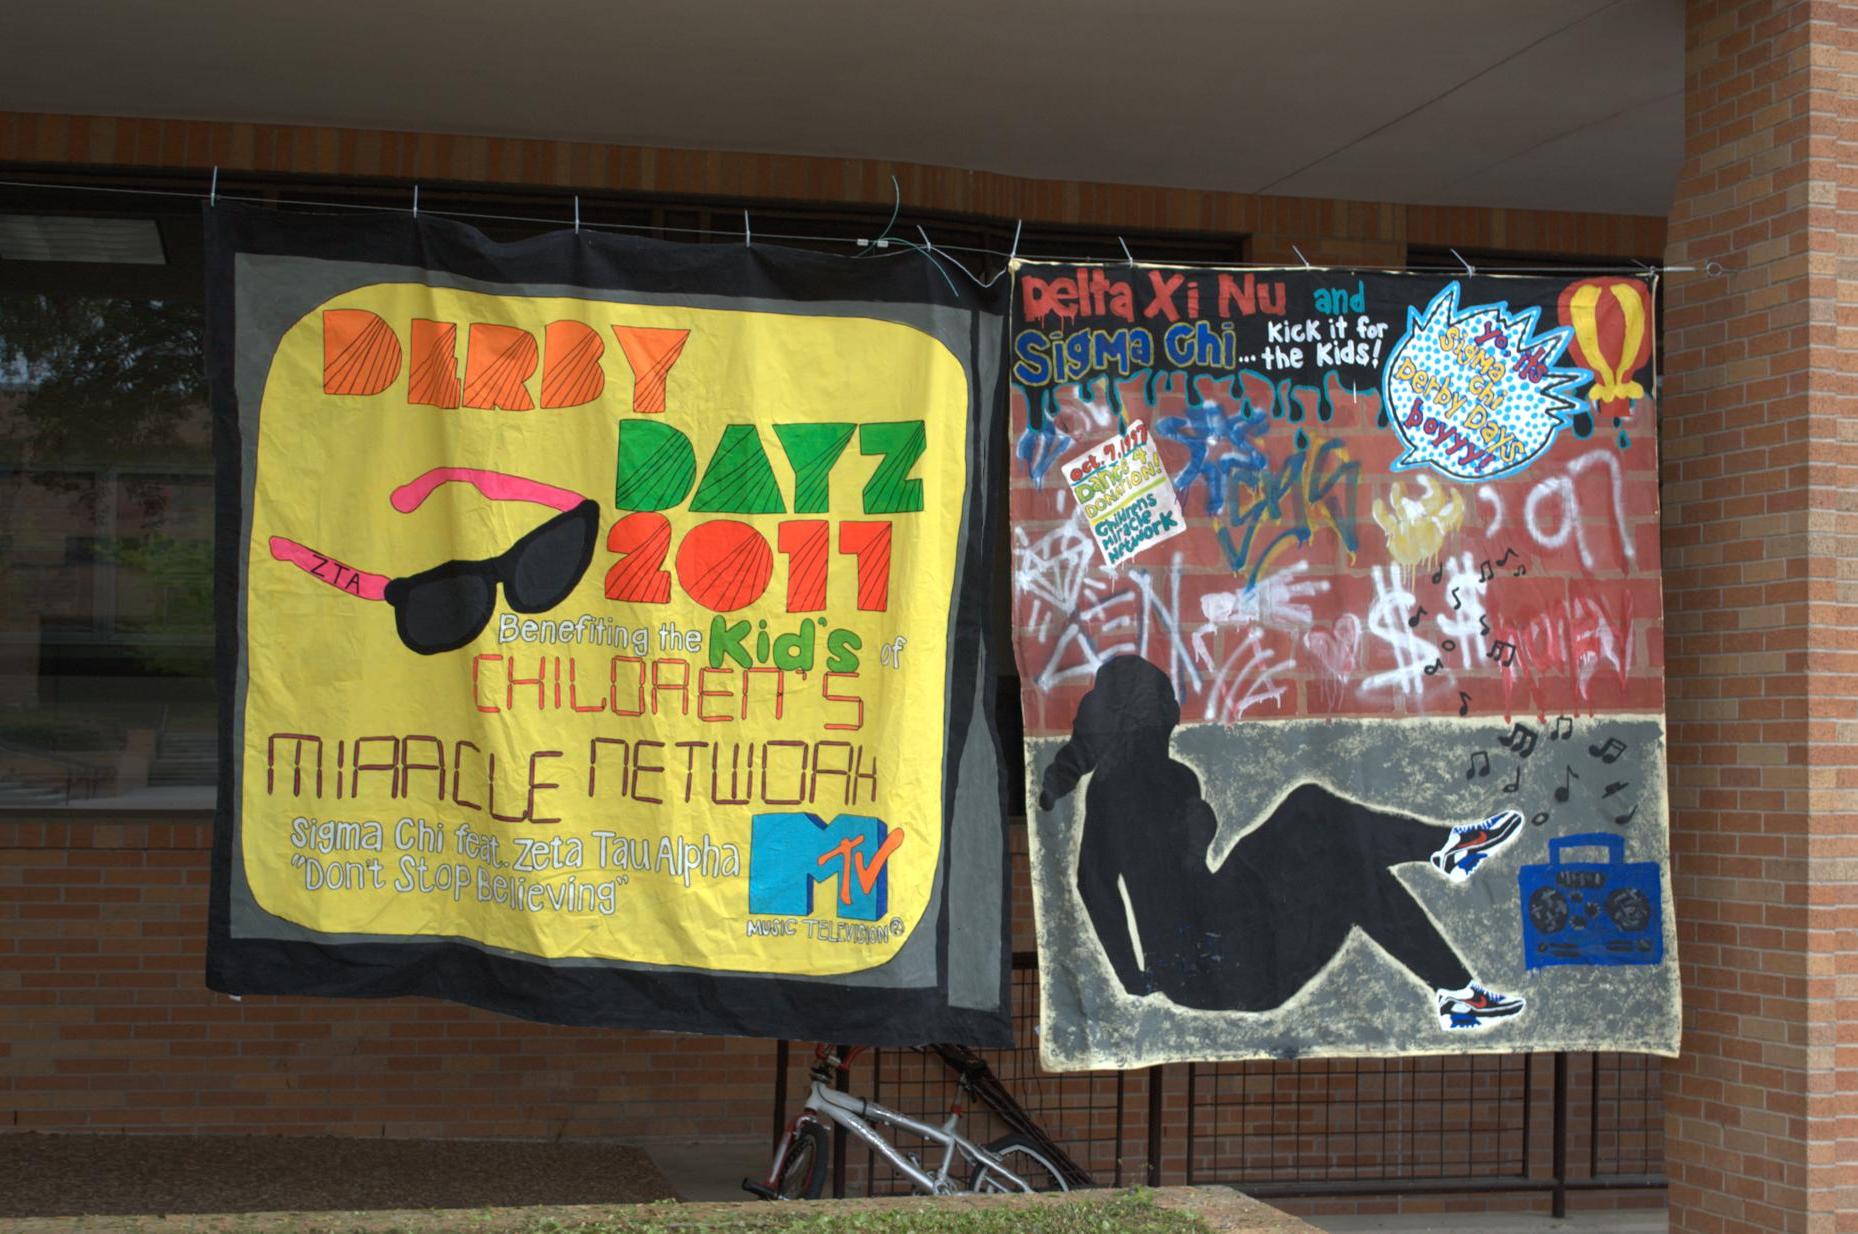 DERBY
DAYZ
2011
ZTA
Benefiting the Kid's of
CHILDREN'S
MIRACLE NETWORK
Sigma Chi feat. Zeta Tau Alpha
"Don't Stop Believing"
MTV
MUSIC TELEVISION®
Delta Xi Nu and
Sigma Chi... Kick it for
the Kids!
Yo, its
Sigma
Chi
Derby Days
boyyy!
Oct. 7, 1997
Dance 4
DONATION!
Childrens
Miracle
Network
$ $